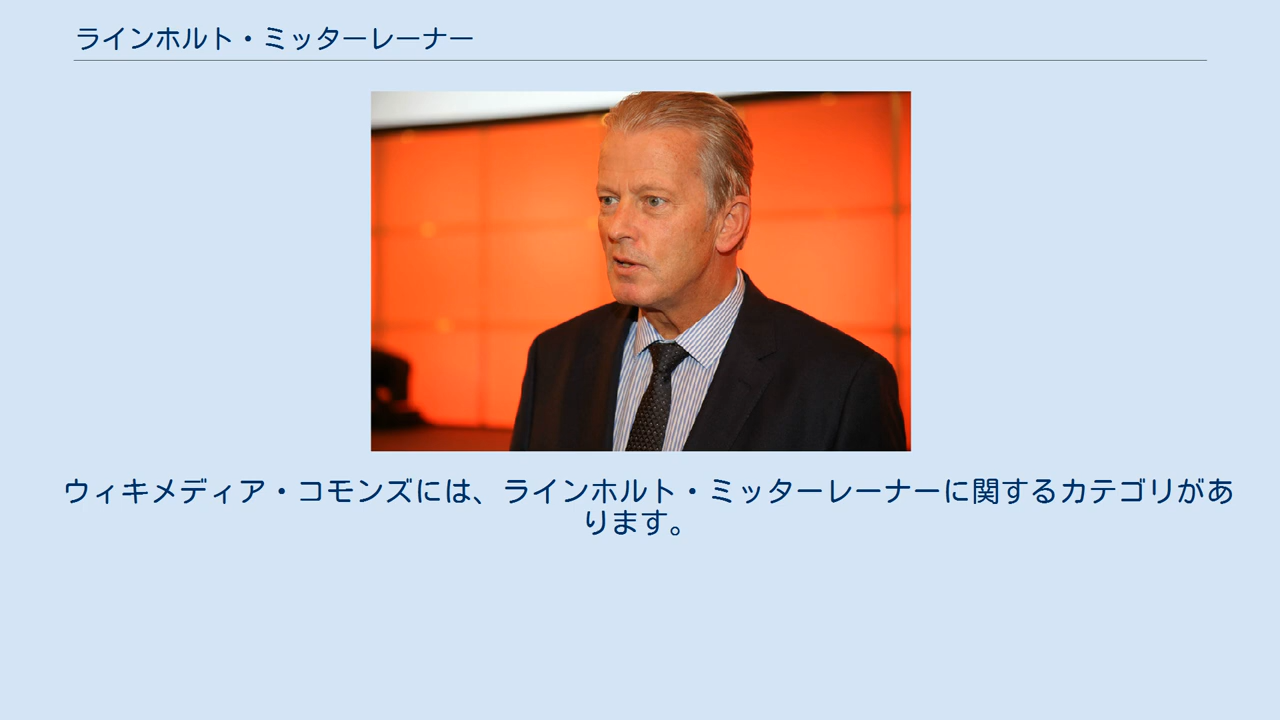 ラインホルト・ミッターレーナー
ウィキメディア・コモンズには、ラインホルト・ミッターレーナーに関するカテゴリがあ
ります。